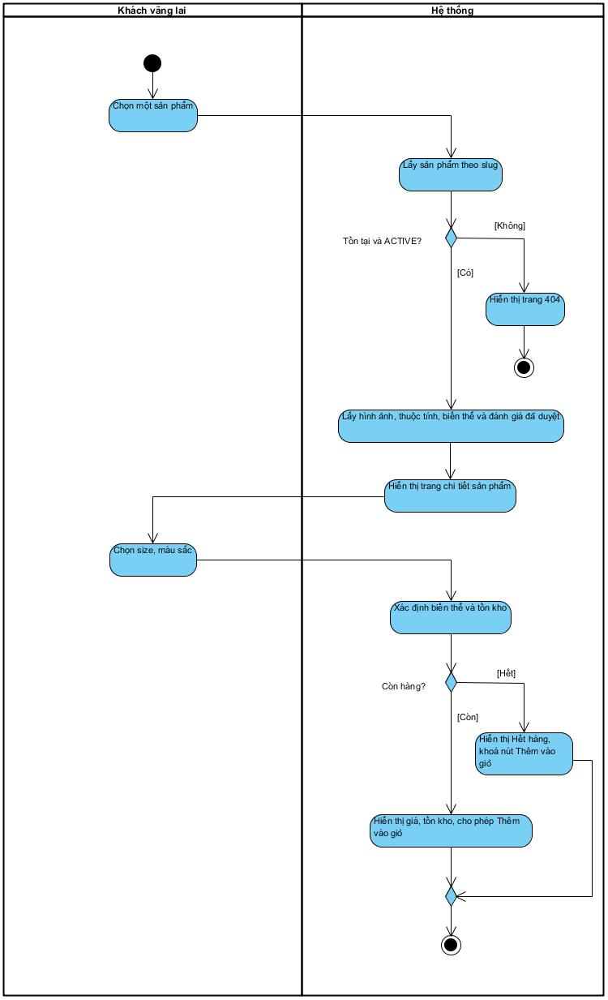 Khách vãng lai
Hệ thống
Chọn một sản phẩm
Lấy sản phẩm theo slug
[Không]
Tồn tại và ACTIVE?
[Có]
Hiển thị trang 404
Lấy hình ảnh, thuộc tính, biến thể và đánh giá đã duyệt
Hiển thị trang chi tiết sản phẩm
Chọn size, màu sắc
Xác định biến thể và tồn kho
[Hết]
Còn hàng?
[Còn]
Hiển thị Hết hàng,
khoá nút Thêm vào
giỏ
Hiển thị giá, tồn kho, cho phép Thêm
vào giỏ